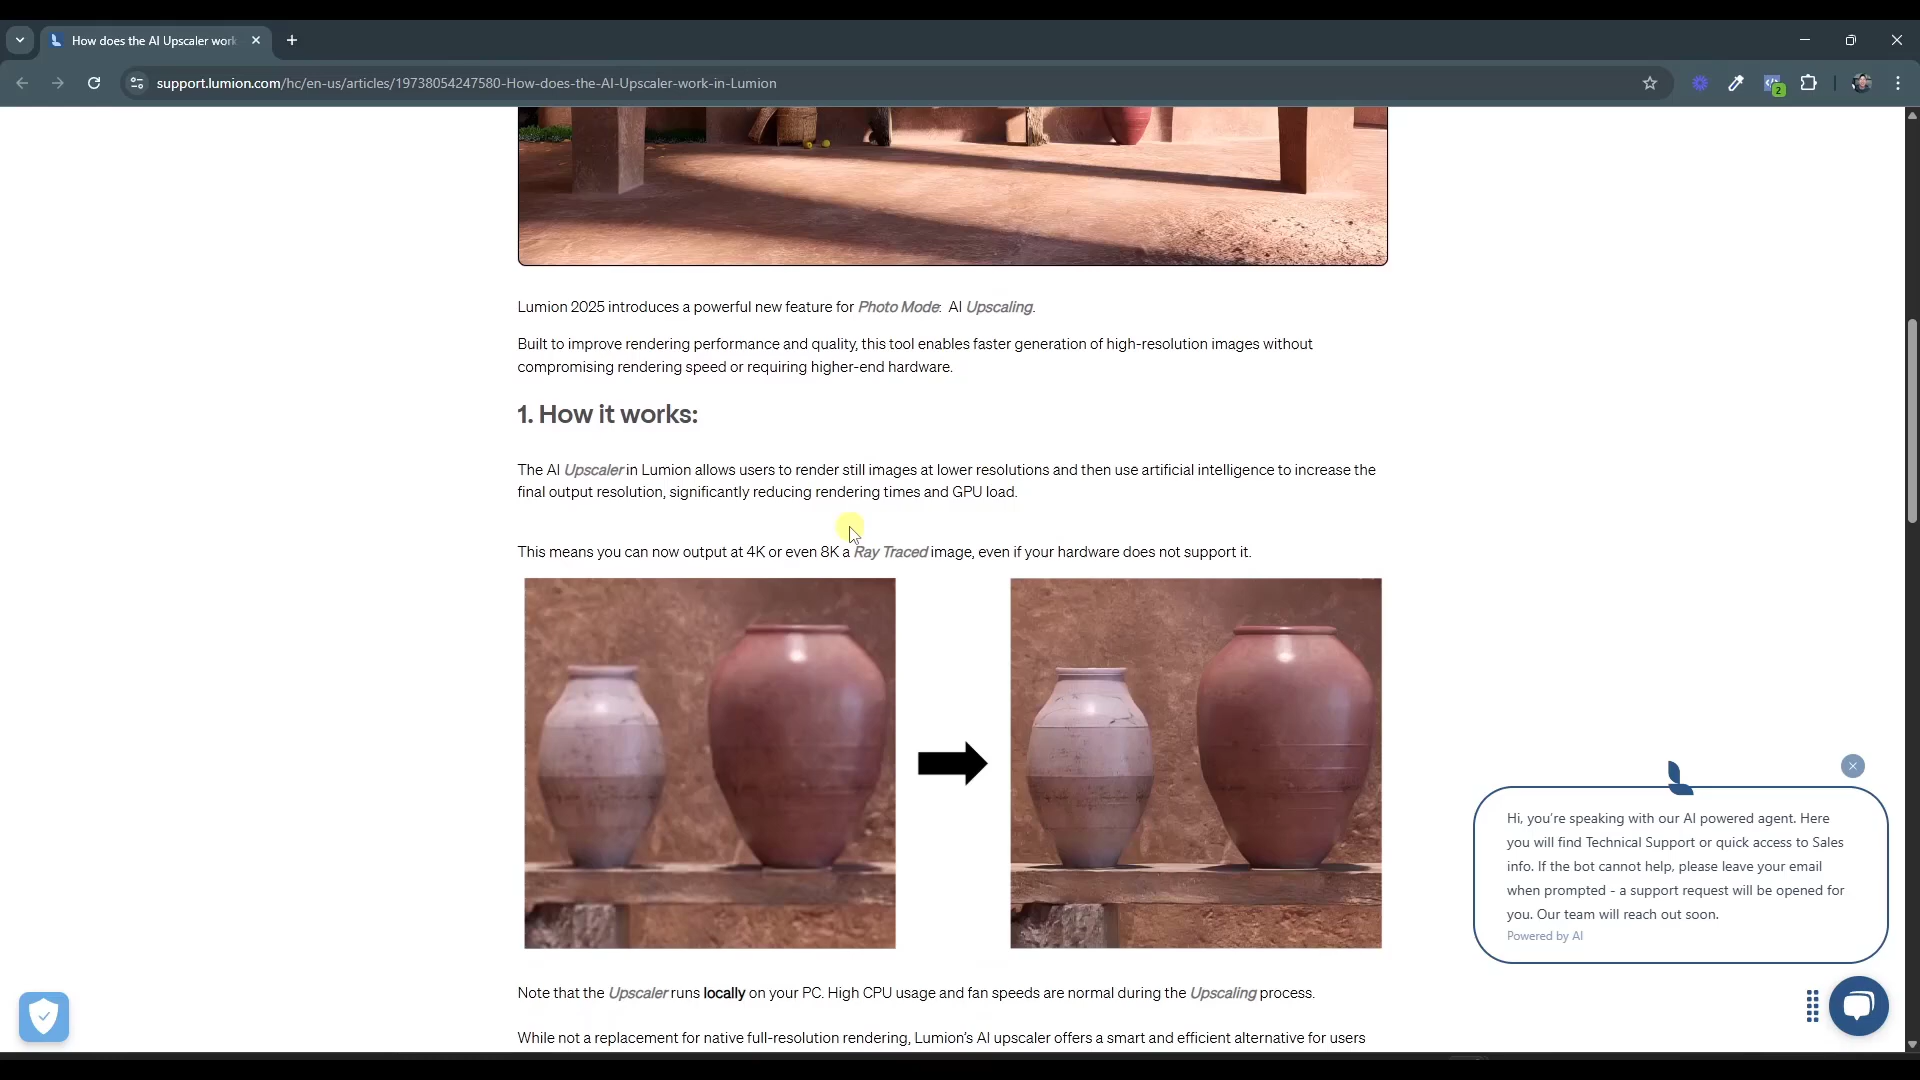 How does the AI Upscaler work
support.lumion.com/hc/en-us/articles/19738054247580-How-does-the-AI-Upscaler-work-in-Lumion
2
Lumion 2025 introduces a powerful new feature for Photo Mode: AI Upscaling.
Built to improve rendering performance and quality, this tool enables faster generation of high-resolution images without
compromising rendering speed or requiring higher-end hardware.
1. How it works:
The AI Upscaler in Lumion allows users to render still images at lower resolutions and then use artificial intelligence to increase the
final output resolution, significantly reducing rendering times and GPU load.
This means you can now output at 4K or even 8K a Ray Traced image, even if your hardware does not support it.
Hi, you're speaking with our AI powered agent. Here
you will find Technical Support or quick access to Sales
info. If the bot cannot help, please leave your email
when prompted - a support request will be opened for
you. Our team will reach out soon.
Powered by AI
Note that the Upscaler runs locally on your PC. High CPU usage and fan speeds are normal during the Upscaling process.
While not a replacement for native full-resolution rendering, Lumion's AI upscaler offers a smart and efficient alternative for users